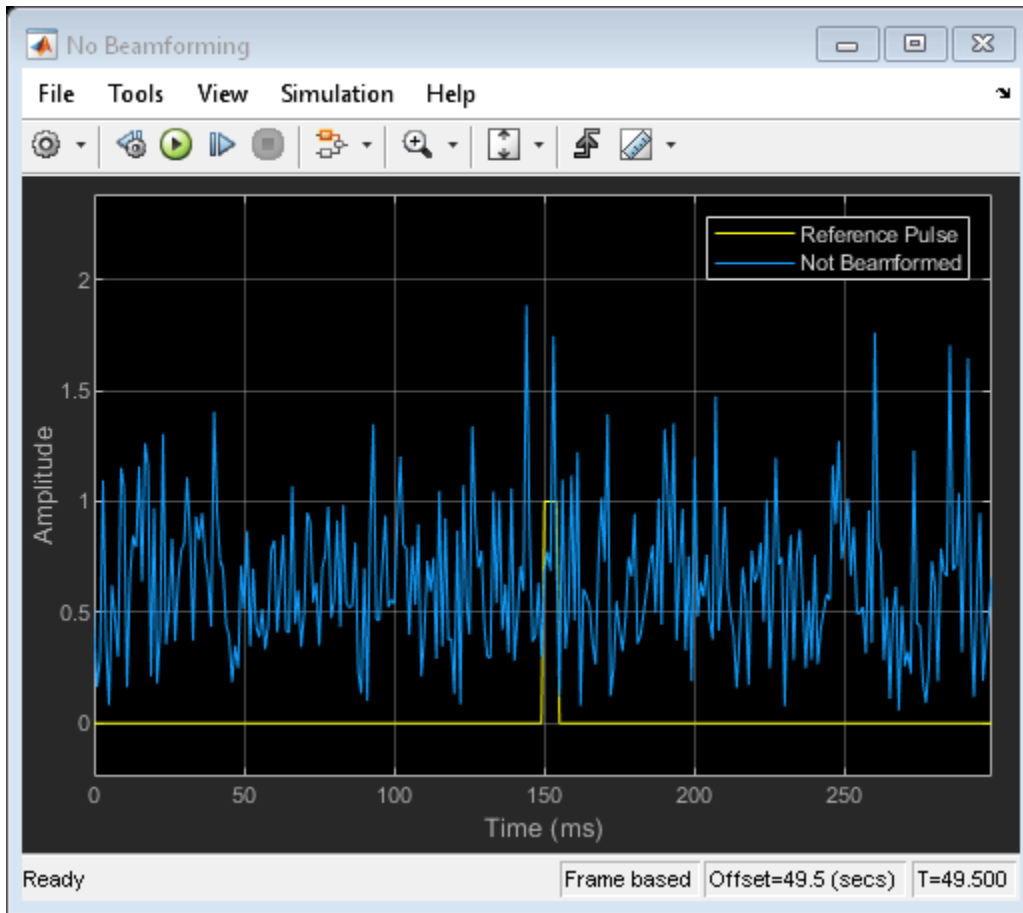 No Beamforming
File Tools View Simulation Help
Reference Pulse
Not Beamformed
2
1.5
1
0.5
0
Amplitude
0 50 100 150 200 250
Time (ms)
Ready Frame based Offset=49.5 (secs) T=49.500